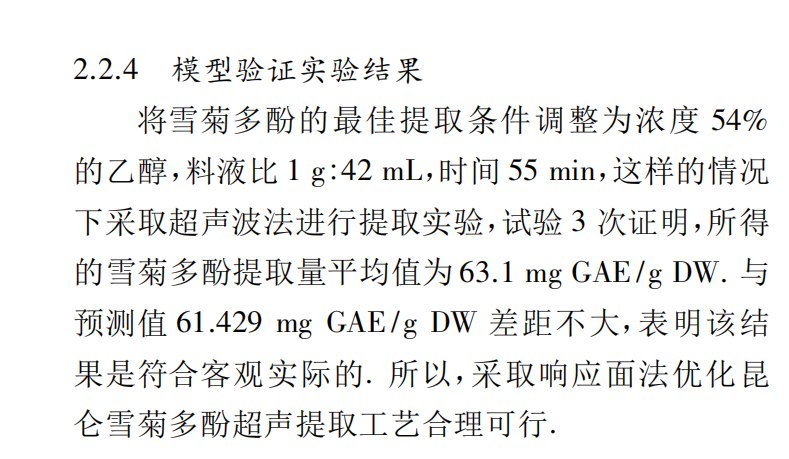 2.2.4 模型验证实验结果
将雪菊多酚的最佳提取条件调整为浓度 54%
的乙醇,料液比 1 g:42 mL,时间 55 min,这样的情况
下采取超声波法进行提取实验,试验 3 次证明,所得
的雪菊多酚提取量平均值为 63.1 mg GAE/g DW. 与
预测值 61.429 mg GAE/g DW 差距不大,表明该结
果是符合客观实际的. 所以,采取响应面法优化昆
仑雪菊多酚超声提取工艺合理可行.